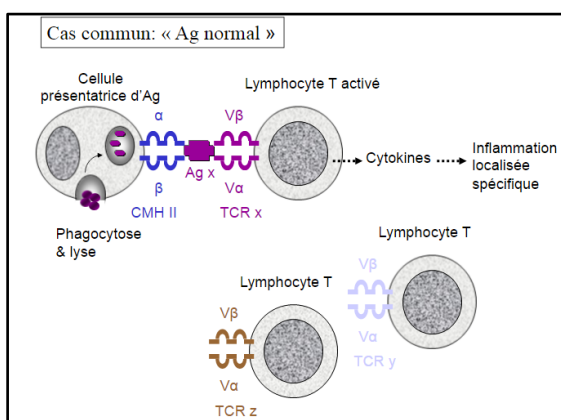 Cas commun: « Ag normal »
Cellule
présentatrice d'Ag
Lymphocyte T activé
α
Vβ
Cytokines
Inflammation
localisée
spécifique
Ag x
β
Vα
CMH II
TCR x
Phagocytose
& lyse
Lymphocyte T
Vβ
Lymphocyte T
Vβ
Vα
TCR y
Vα
TCR z